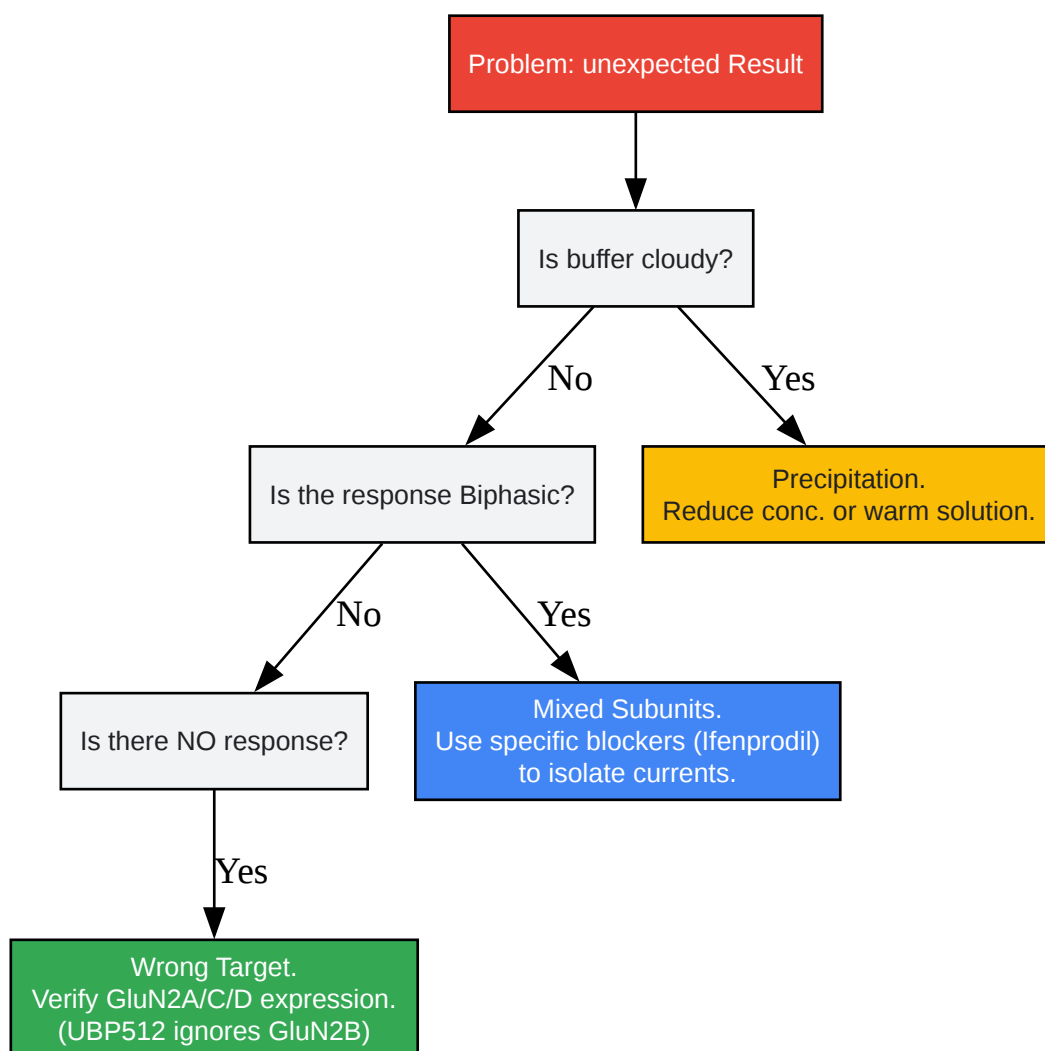 Problem: unexpected Result
Is buffer cloudy?
No
Yes
Is the response Biphasic?
Precipitation.
Reduce conc. or warm solution.
No
Yes
Is there NO response?
Mixed Subunits.
Use specific blockers (Ifenprodil)
to isolate currents.
Yes
Wrong Target.
Verify GluN2A/C/D expression.
(UBP512 ignores GluN2B)